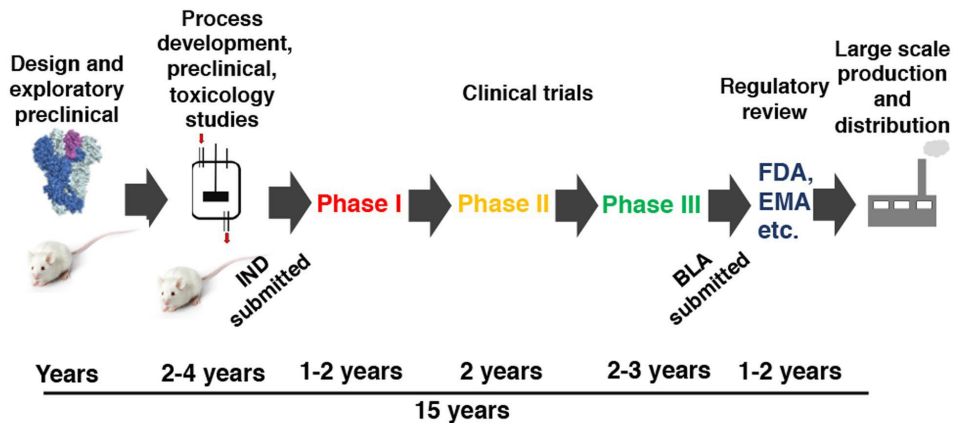 Design and
exploratory
preclinical
Process
development,
preclinical,
toxicology
studies
Clinical trials
Regulatory
review
Large scale
production
and
distribution
Phase I
Phase II
Phase III
FDA,
EMA
etc.
IND
submitted
BLA
submitted
Years
2-4 years
1-2 years
2 years
2-3 years
1-2 years
15 years